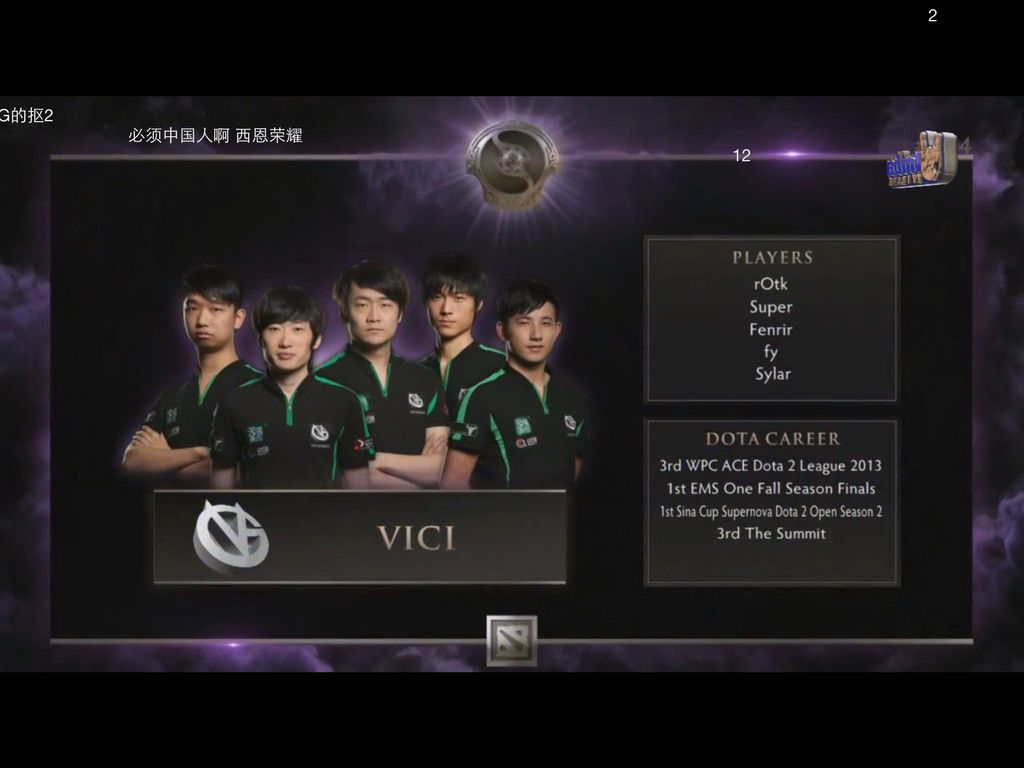 2
G的抠2
必须中国人啊 西恩荣耀
12
4
PLAYERS
rOtk
Super
Fenrir
fy
Sylar
DOTA CAREER
3rd WPC ACE Dota 2 League 2013
1st EMS One Fall Season Finals
1st Sina Cup Supernova Dota 2 Open Season 2
3rd The Summit
VG
VICI